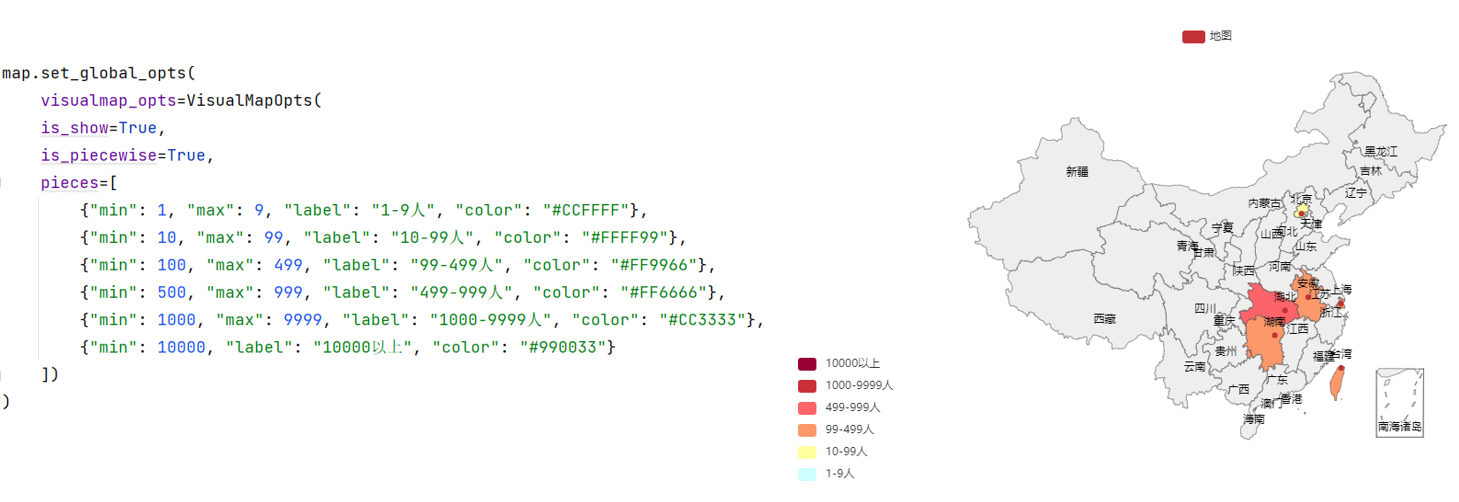 map.set_global_opts(
visualmap_opts=VisualMapOpts(
is_show=True,
is_piecewise=True,
pieces=[
{"min": 1, "max": 9, "label": "1-9人", "color": "#CCFFFF"},
{"min": 10, "max": 99, "label": "10-99人", "color": "#FFFF99"},
{"min": 100, "max": 499, "label": "99-499人", "color": "#FF9966"},
{"min": 500, "max": 999, "label": "499-999人", "color": "#FF6666"},
{"min": 1000, "max": 9999, "label": "1000-9999人", "color": "#CC3333"},
{"min": 10000, "label": "10000以上", "color": "#990033"}
])
)
地图
黑龙江
吉林
新疆
辽宁
北京
内蒙古
天津
宁夏
山西
河北
青海
山东
甘肃
河南
陕西
安徽
上海
江苏
湖北
四川
浙江
西藏
重庆
湖南
江西
贵州
福建
台湾
云南
广东
广西
香港
澳门
海南
南海诸岛
10000以上
1000-9999人
499-999人
99-499人
10-99人
1-9人